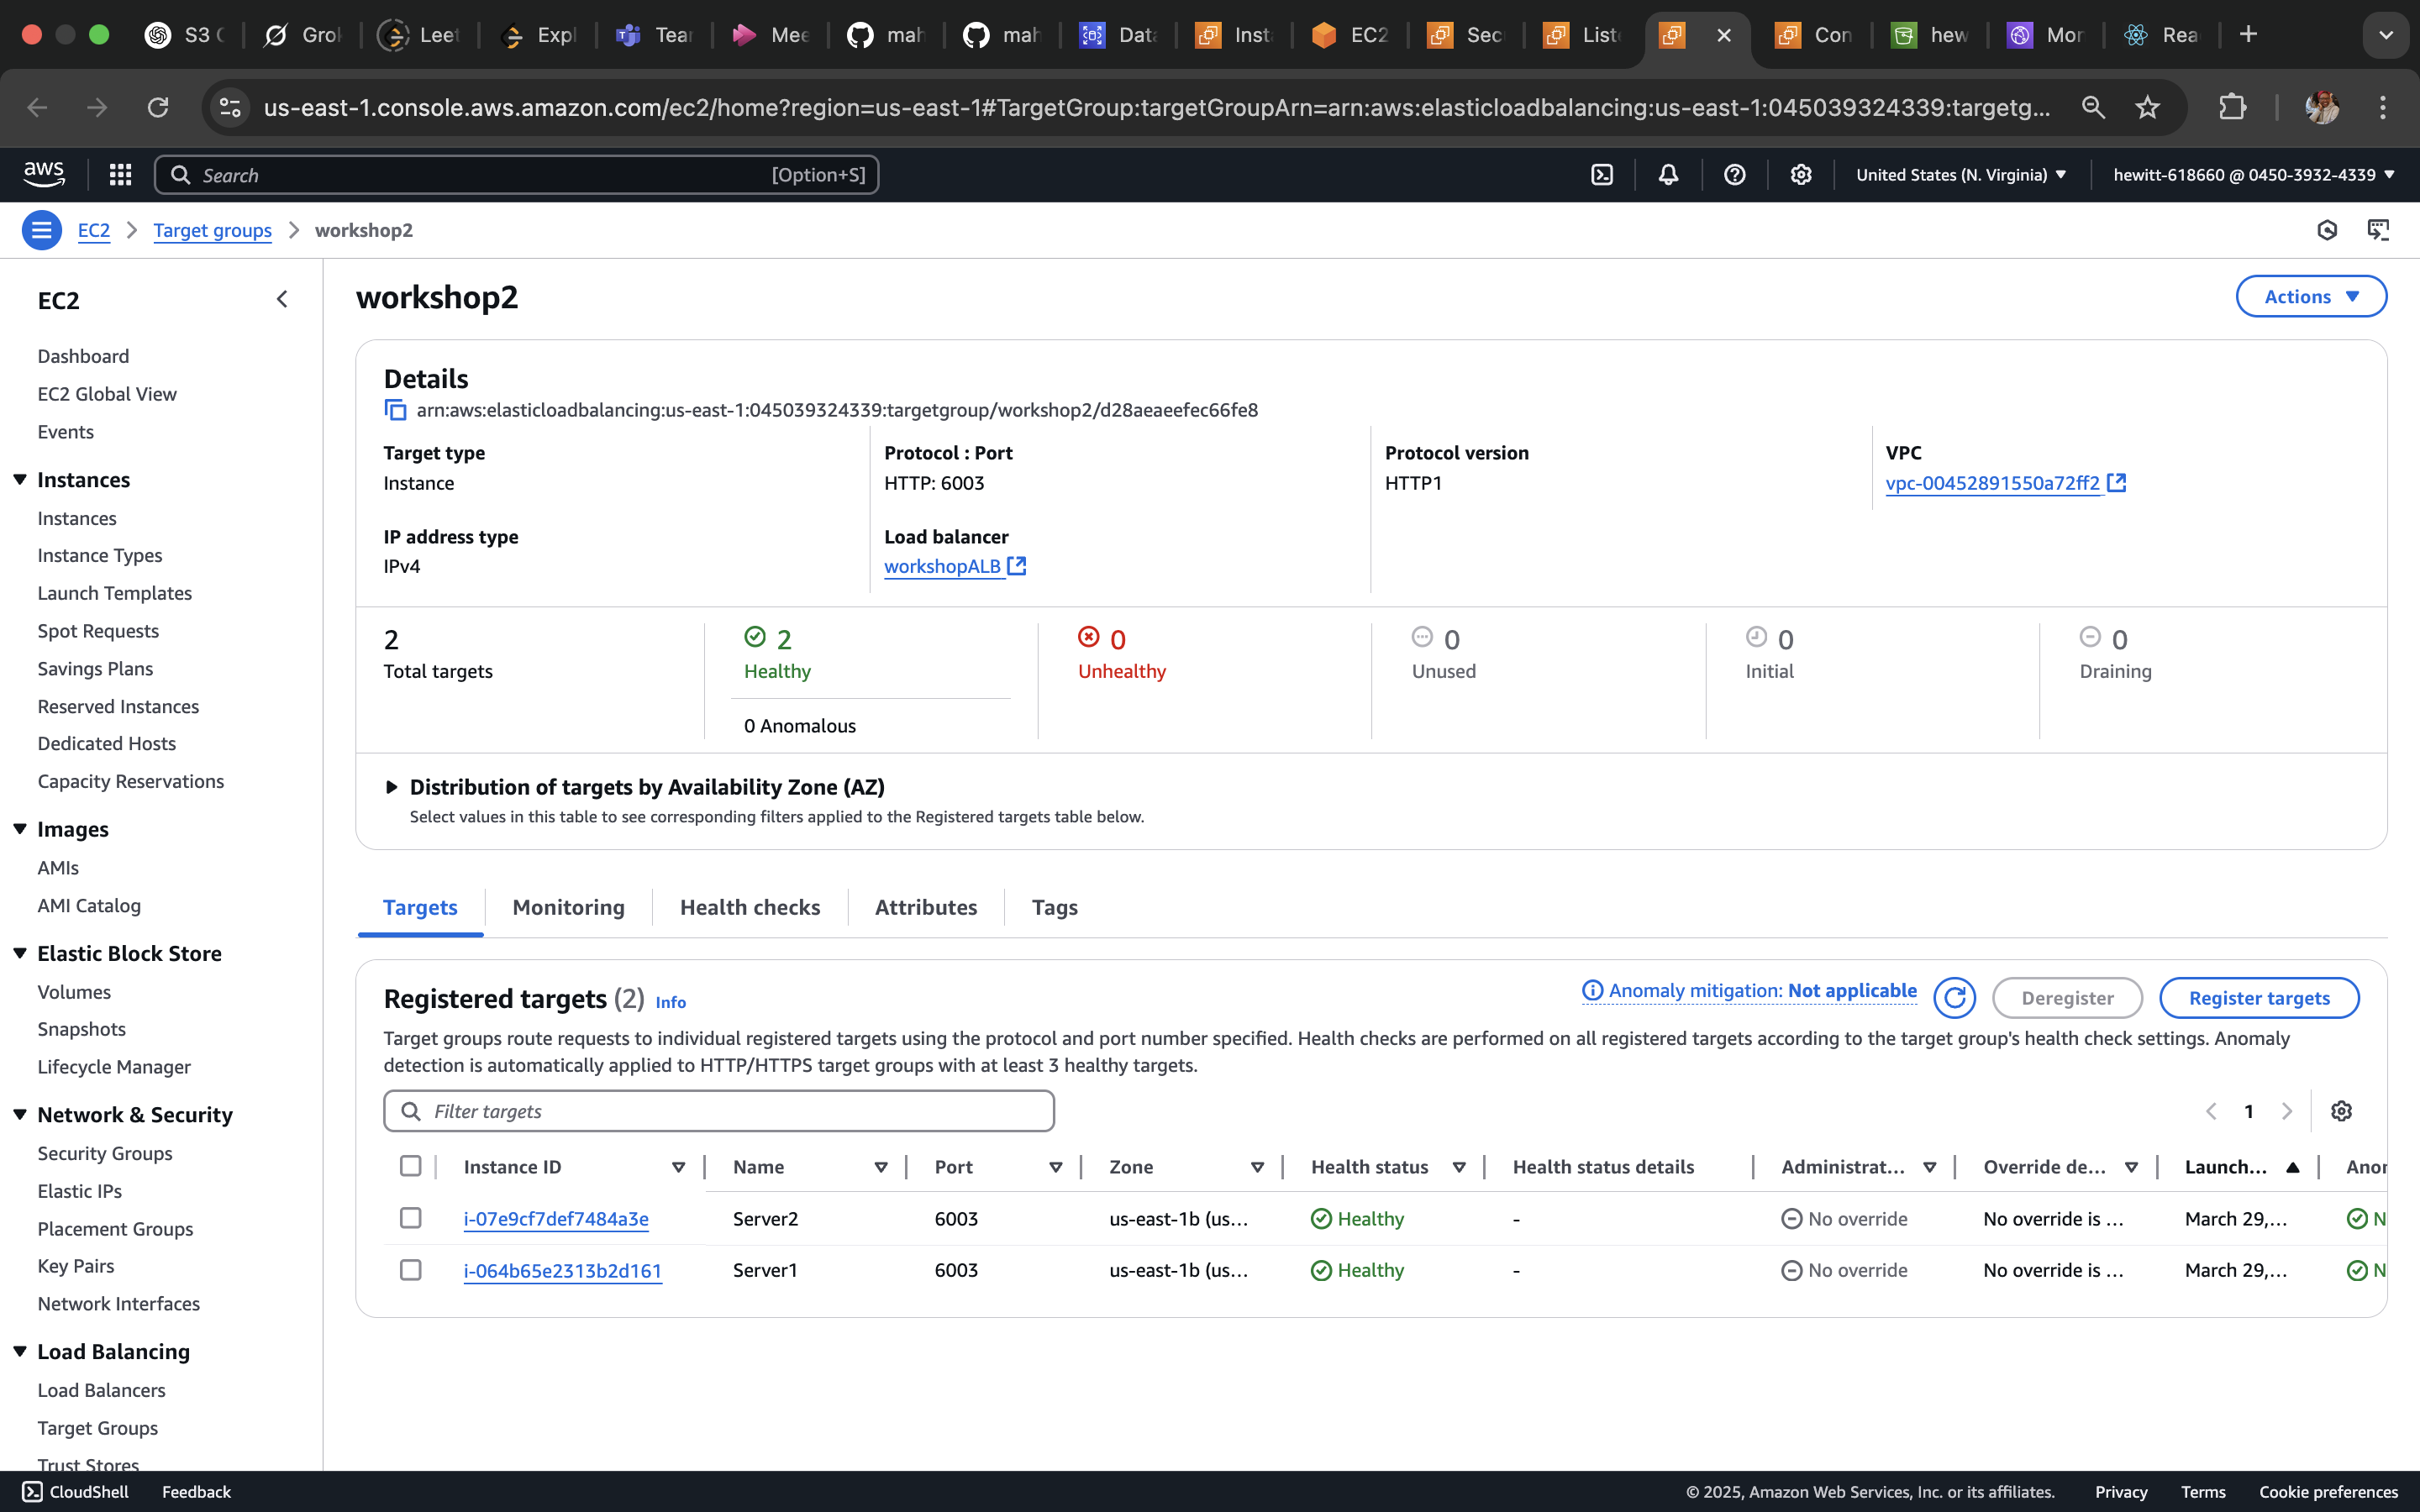 S3 C
Grok
Leet
Expl
Tear
Mee
mah
mah
Data
Inst
EC2
Sec
List
Con
hew
Mor
Rea
us-east-1.console.aws.amazon.com/ec2/home?region=us-east-1#TargetGroup:targetGroupArn=arn:aws:elasticloadbalancing:us-east-1:045039324339:targetg...
aws
Search
[Option+S]
United States (N. Virginia)
hewitt-618660 @ 0450-3932-4339
EC2
Target groups
workshop2
EC2
Dashboard
EC2 Global View
Events
Instances
Instances
Instance Types
Launch Templates
Spot Requests
Savings Plans
Reserved Instances
Dedicated Hosts
Capacity Reservations
Images
AMIs
AMI Catalog
Elastic Block Store
Volumes
Snapshots
Lifecycle Manager
Network & Security
Security Groups
Elastic IPs
Placement Groups
Key Pairs
Network Interfaces
Load Balancing
Load Balancers
Target Groups
Trust Stores
workshop2
Actions
Details
arn:aws:elasticloadbalancing:us-east-1:045039324339:targetgroup/workshop2/d28aeaeefec66fe8
Target type
Instance
Protocol : Port
HTTP: 6003
Protocol version
HTTP1
VPC
vpc-00452891550a72ff2
IP address type
IPv4
Load balancer
workshopALB
2
Total targets
2
Healthy
0 Anomalous
0
Unhealthy
0
Unused
0
Initial
0
Draining
Distribution of targets by Availability Zone (AZ)
Select values in this table to see corresponding filters applied to the Registered targets table below.
Targets
Monitoring
Health checks
Attributes
Tags
Registered targets (2) Info
Anomaly mitigation: Not applicable
Deregister
Register targets
Target groups route requests to individual registered targets using the protocol and port number specified. Health checks are performed on all registered targets according to the target group's health check settings. Anomaly
detection is automatically applied to HTTP/HTTPS target groups with at least 3 healthy targets.
Filter targets
1
Instance ID Name Port Zone Health status Health status details Administrat... Override de... Launch... Anor
i-07e9cf7def7484a3e Server2 6003 us-east-1b (us... Healthy - No override No override is ... March 29,... N
i-064b65e2313b2d161 Server1 6003 us-east-1b (us... Healthy - No override No override is ... March 29,... N
CloudShell
Feedback
© 2025, Amazon Web Services, Inc. or its affiliates.
Privacy
Terms
Cookie preferences